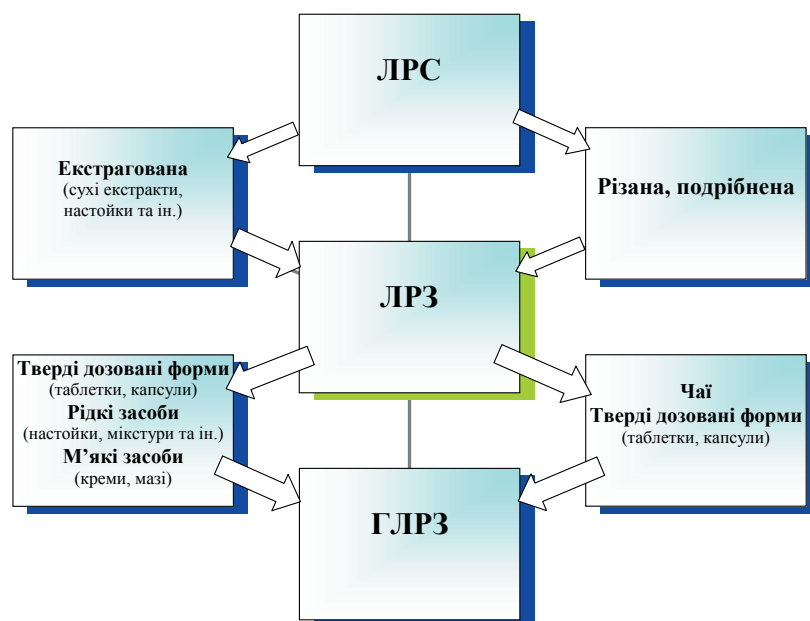 ЛРС
Екстрагована
(сухі екстракти,
настойки та ін.)
Різана, подрібнена
ЛРЗ
Тверді дозовані форми
(таблетки, капсули)
Рідкі засоби
(настойки, мікстури та ін.)
М’які засоби
(креми, мазі)
Чаї
Тверді дозовані форми
(таблетки, капсули)
ГЛРЗ